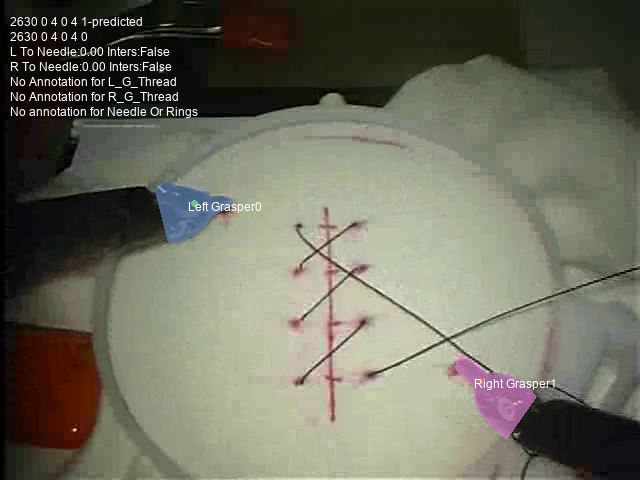 2630 0 4 0 4 1-predicted
2630 0 4 0 4 0
L To Needle:0.00 Inters:False
R To Needle:0.00 Inters:False
No Annotation for L_G_Thread
No Annotation for R_G_Thread
No annotation for Needle Or Rings
Left Grasper0
Right Grasper1